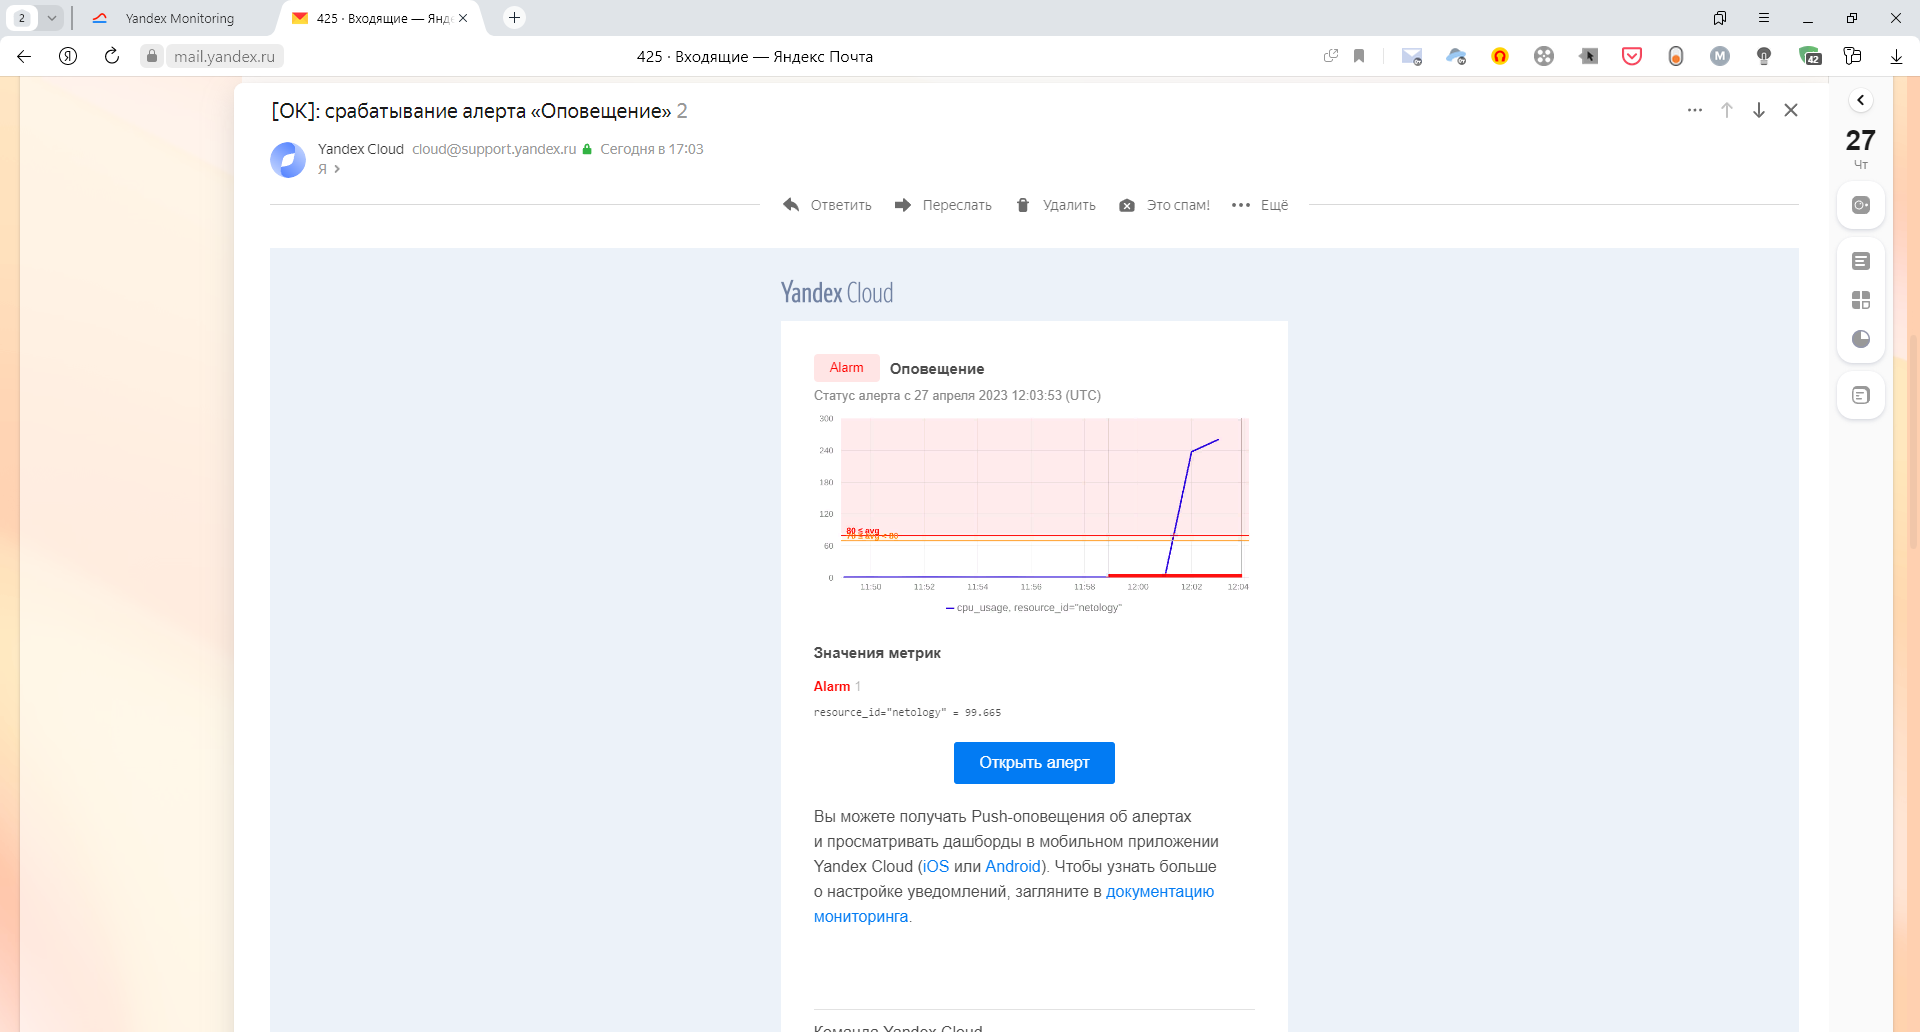 2
Yandex Monitoring
425 · Входящие — Янд
mail.yandex.ru
425 · Входящие — Яндекс Почта
M
42
[OK]: срабатывание алерта «Оповещение» 2
Yandex Cloud cloud@support.yandex.ru Сегодня в 17:03
Я
27
Чт
Ответить
Переслать
Удалить
Это спам!
Ещё
Yandex Cloud
Alarm Оповещение
Статус алерта с 27 апреля 2023 12:03:53 (UTC)
300
240
180
120
80 ≤ avg
70 ≤ avg < 80
60
0
11:50 11:52 11:54 11:56 11:58 12:00 12:02 12:04
cpu_usage, resource_id="netology"
Значения метрик
Alarm 1
resource_id="netology" = 99.665
Открыть алерт
Вы можете получать Push-оповещения об алертах
и просматривать дашборды в мобильном приложении
Yandex Cloud (iOS или Android). Чтобы узнать больше
о настройке уведомлений, загляните в документацию
мониторинга.
Команда Yandex Cloud